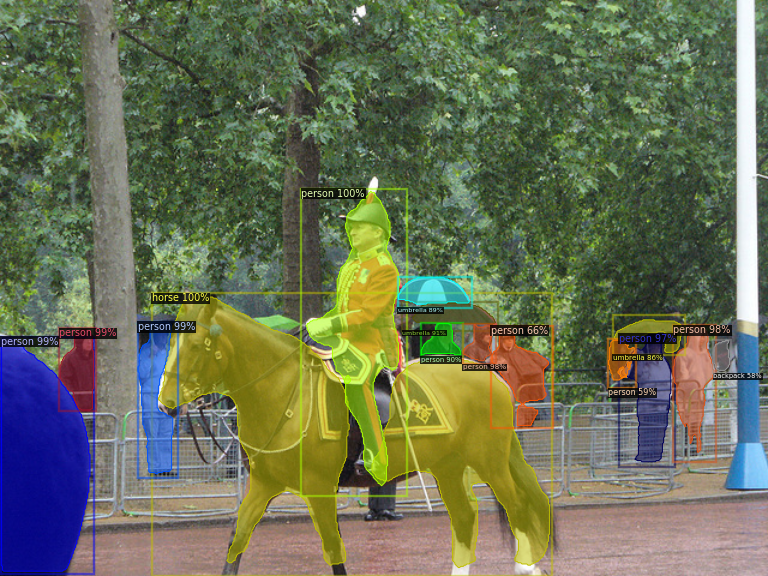 person 100%
horse 100%
umbrella 89%
person 99%
person 99%
person 99%
umbrella 91%
person 66%
person 98%
person 97%
person 90%
person 98%
umbrella 86%
backpack 58%
person 59%